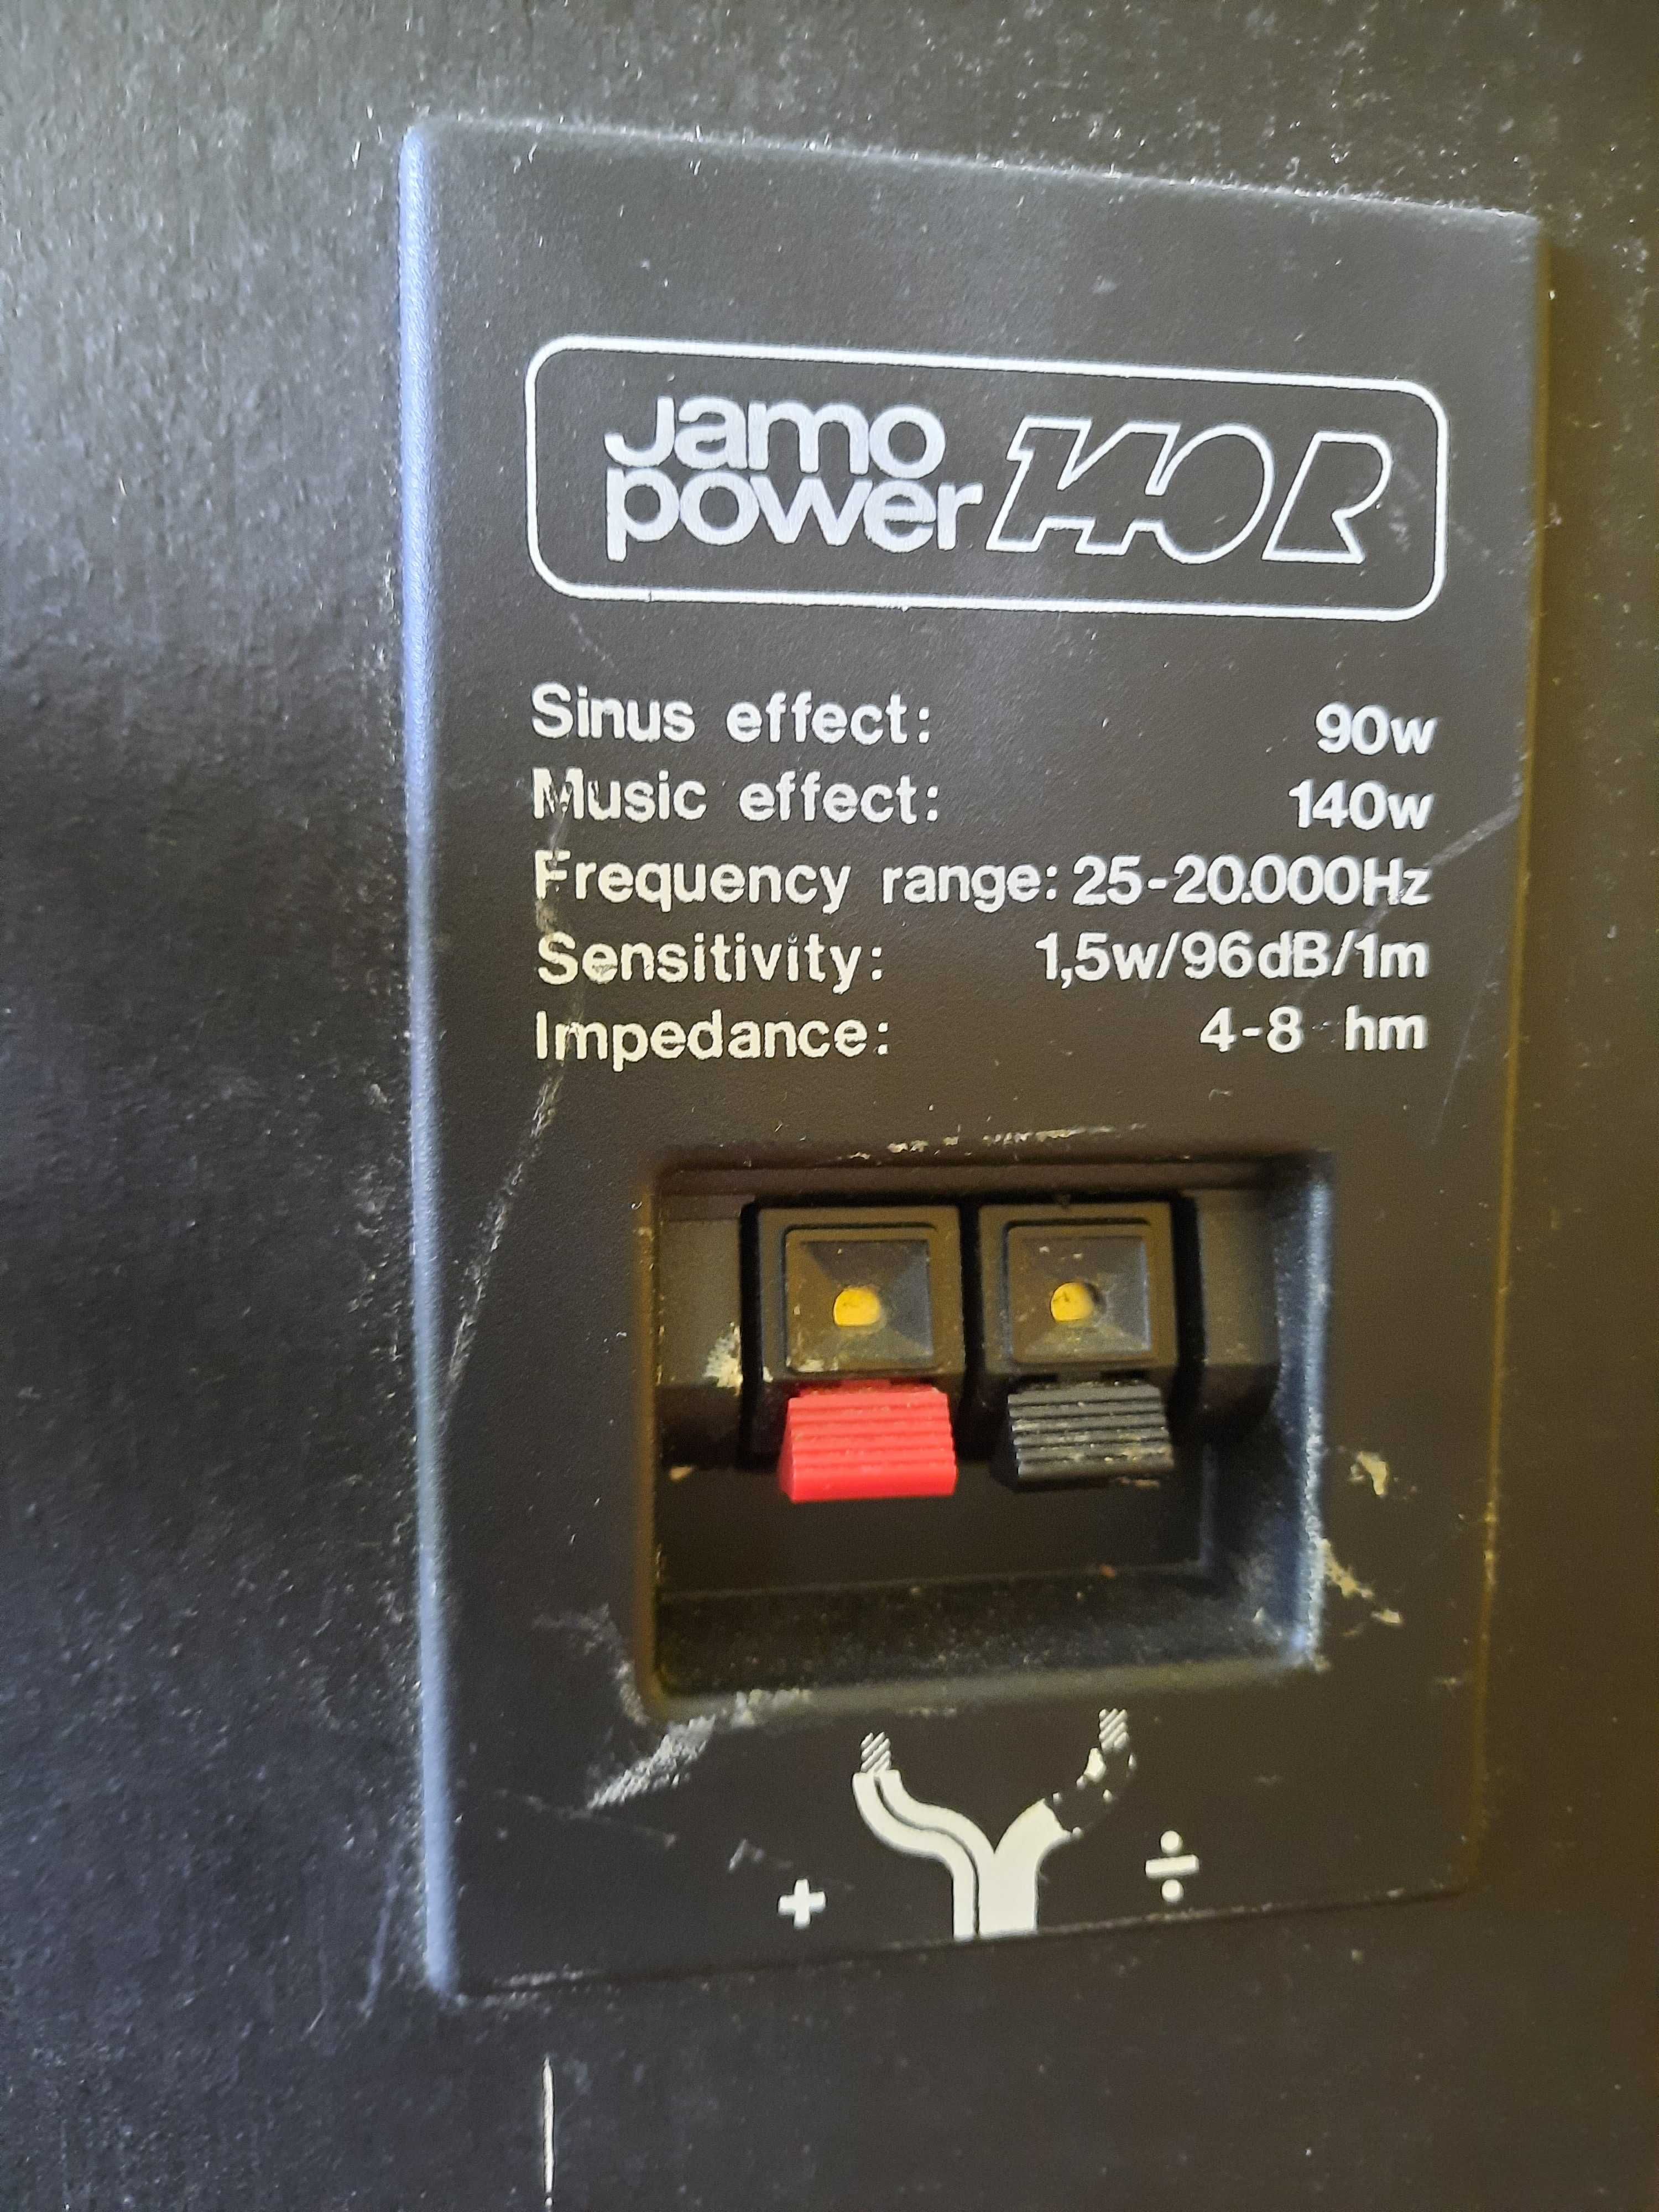 Jamo
power 140 R
Sinus effect: 90w
Music effect: 140w
Frequency range: 25-20.000Hz
Sensitivity: 1,5w/96dB/1m
Impedance: 4-8 hm
+ ÷